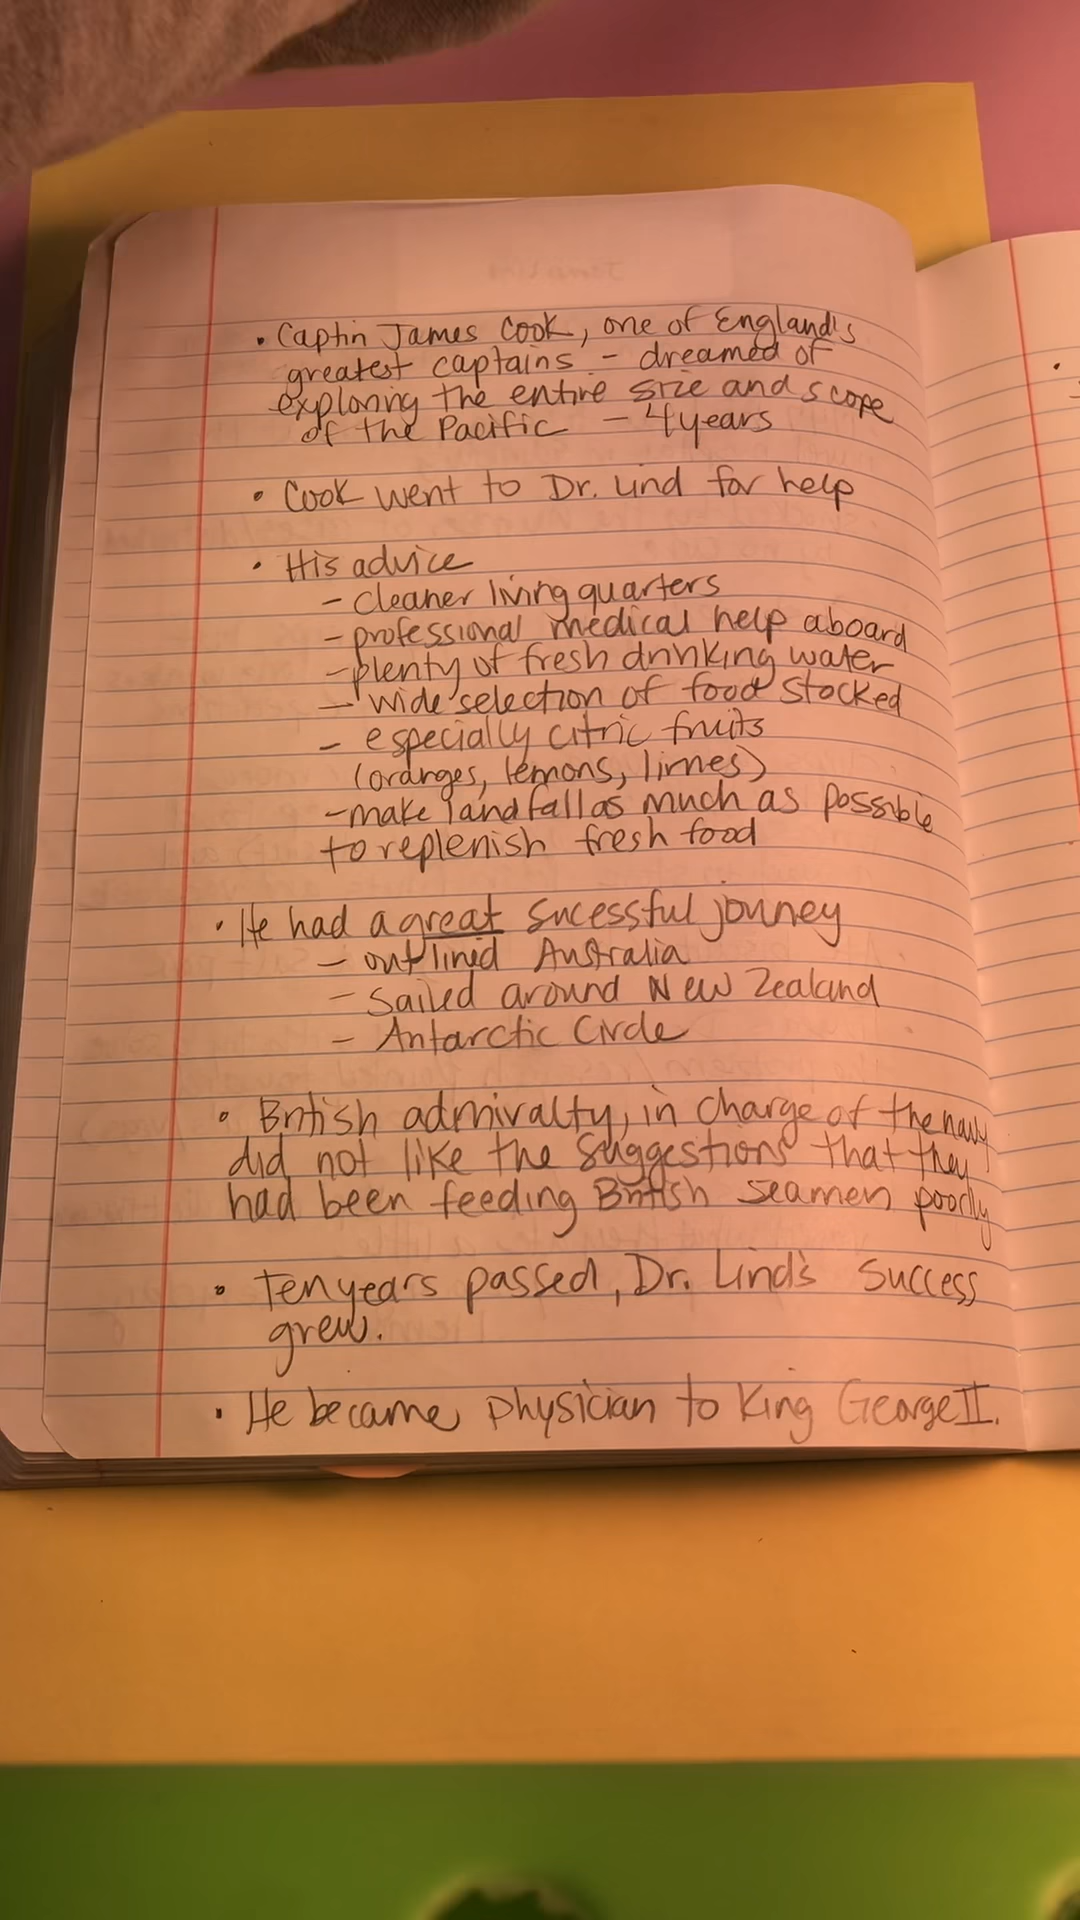 • Captin James Cook, one of England's
greatest captains - dreamed of
exploring the entire size and scope
of the Pacific - 4 years
• Cook went to Dr. Lind for help
• His advice
- cleaner living quarters
- professional medical help aboard
- plenty of fresh drinking water
- wide selection of food stocked
- especially citric fruits
(oranges, lemons, limes)
- make landfall as much as possible
to replenish fresh food
• He had a great sucessful jouney
- outlined Australia
- Sailed around New Zealand
- Antarctic Circle
• British admiralty, in charge of the navy
did not like the suggestions that they
had been feeding British seamen poorly
• Ten years passed, Dr. Lind's success
grew.
• He became physician to King George II.